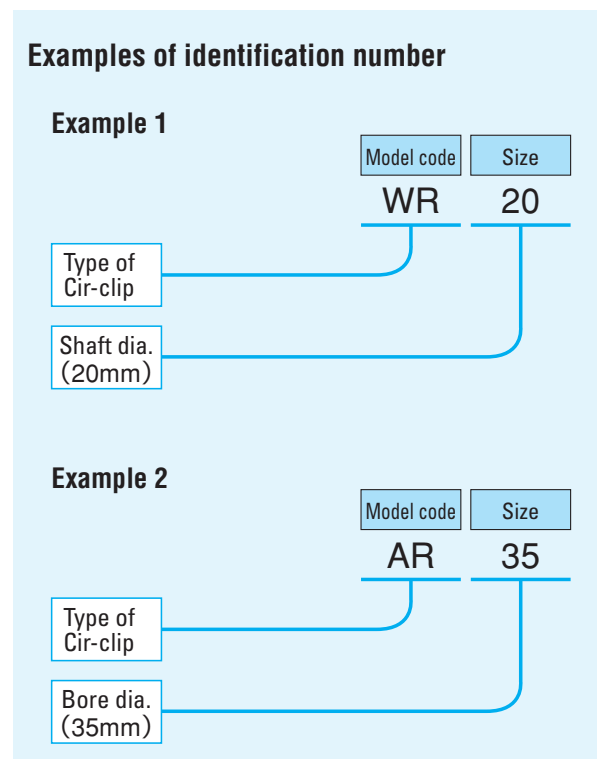 Examples of identification number
Example 1
Model code Size
WR 20
Type of
Cir-clip
Shaft dia.
(20mm)
Example 2
Model code Size
AR 35
Type of
Cir-clip
Bore dia.
(35mm)